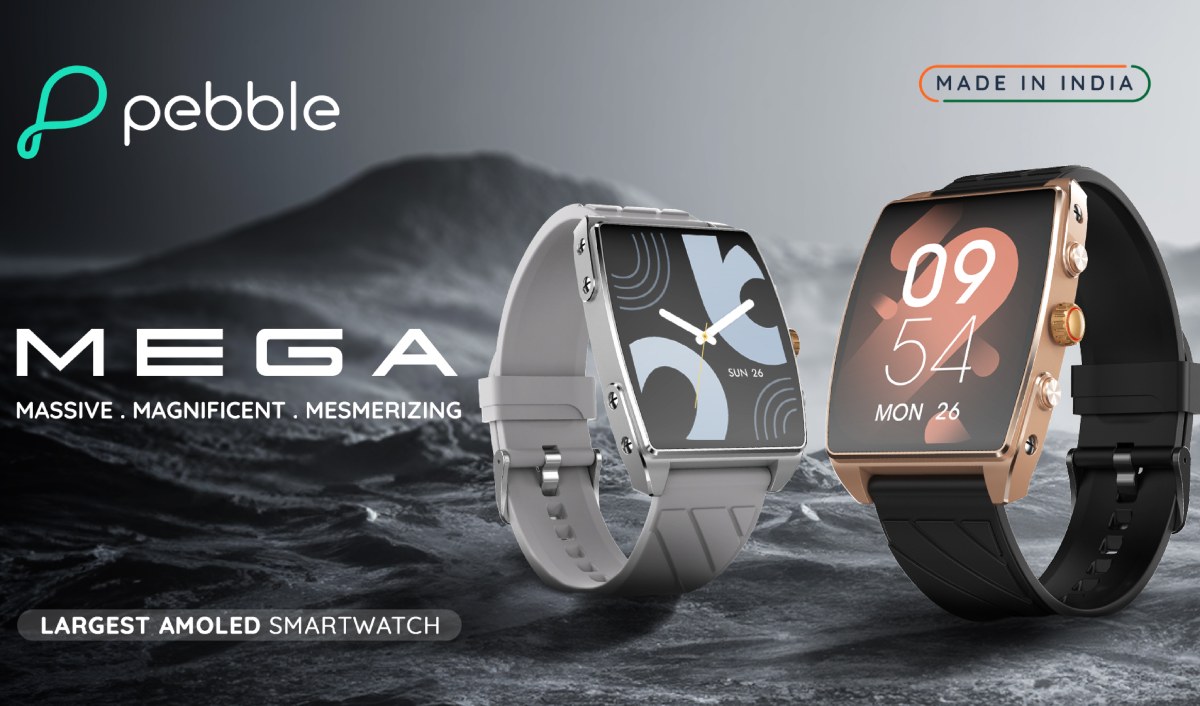 pebble
MADE IN INDIA
MEGA
MASSIVE . MAGNIFICENT . MESMERIZING
SUN 26
09
54
MON 26
LARGEST AMOLED SMARTWATCH